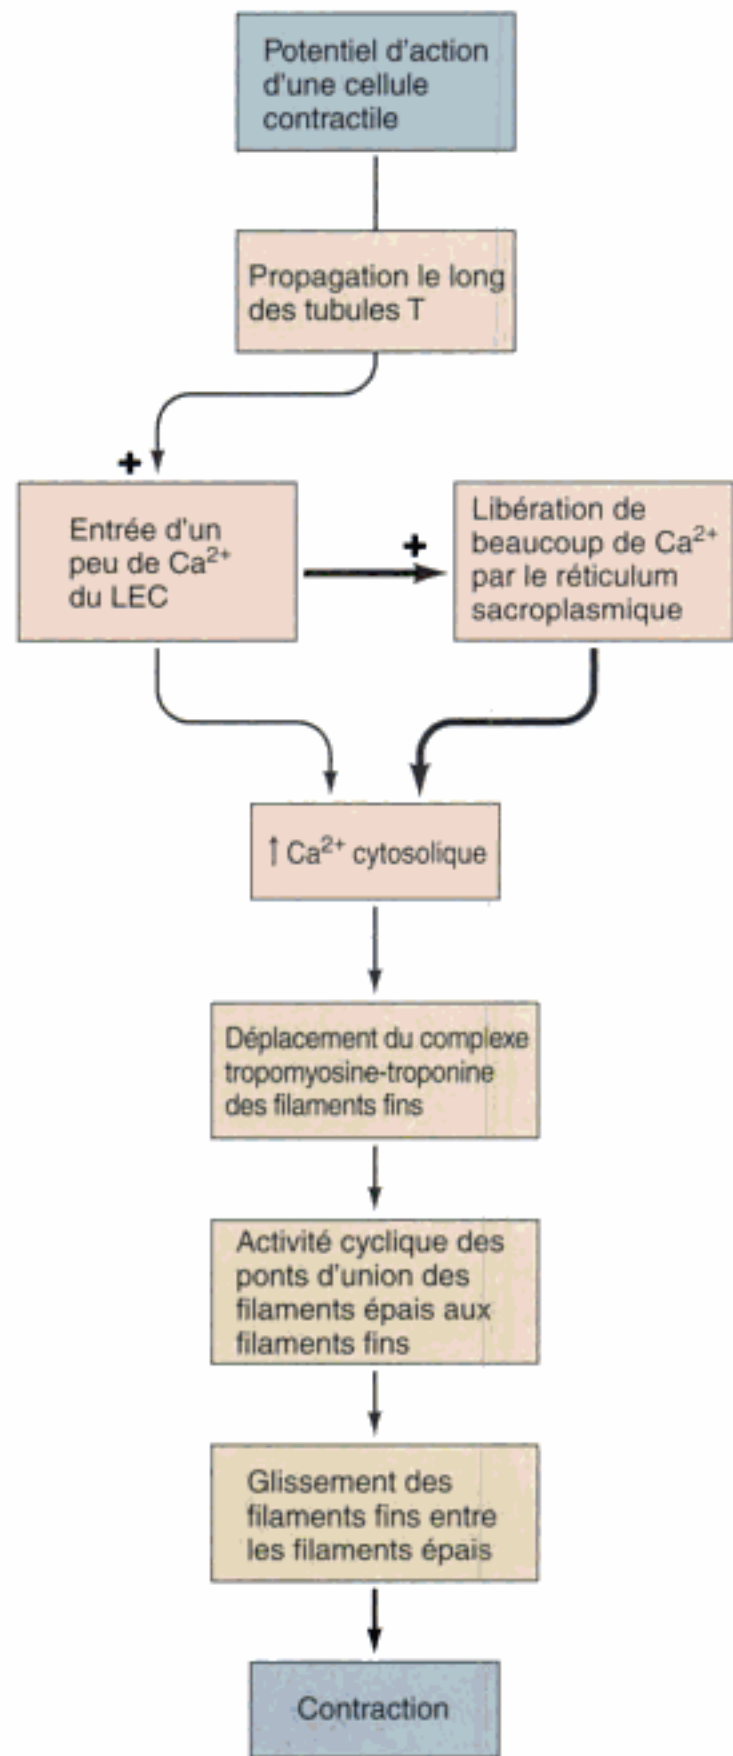 Potentiel d'action
d'une cellule
contractile
Propagation le long
des tubules T
+
Entrée d'un
peu de Ca²⁺
du LEC
+
Libération de
beaucoup de Ca²⁺
par le réticulum
sacroplasmique
↑ Ca²⁺ cytosolique
Déplacement du complexe
tropomyosine-troponine
des filaments fins
Activité cyclique des
ponts d'union des
filaments épais aux
filaments fins
Glissement des
filaments fins entre
les filaments épais
Contraction